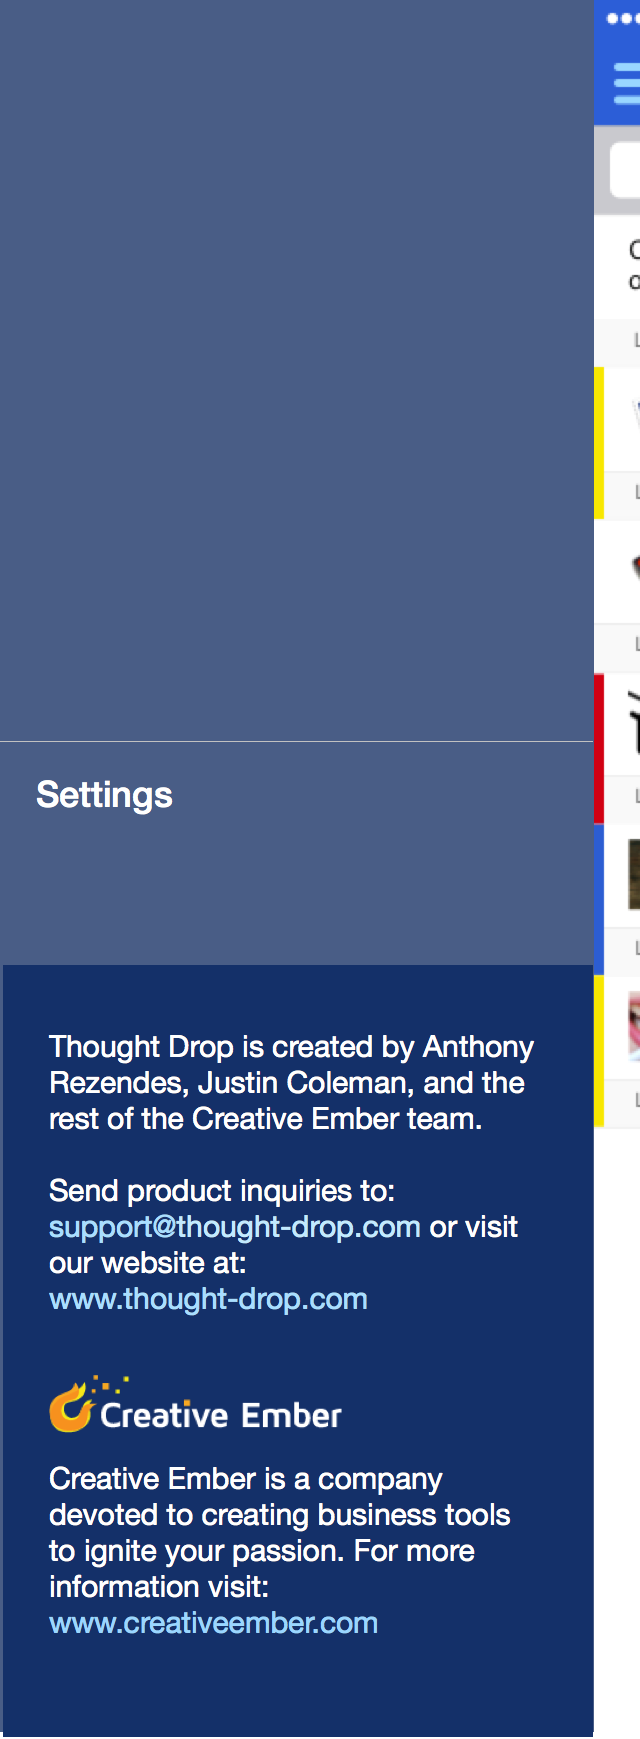 Settings
Thought Drop is created by Anthony
Rezendes, Justin Coleman, and the
rest of the Creative Ember team.
Send product inquiries to:
support@thought-drop.com or visit
our website at:
www.thought-drop.com
Creative Ember
Creative Ember is a company
devoted to creating business tools
to ignite your passion. For more
information visit:
www.creativeember.com